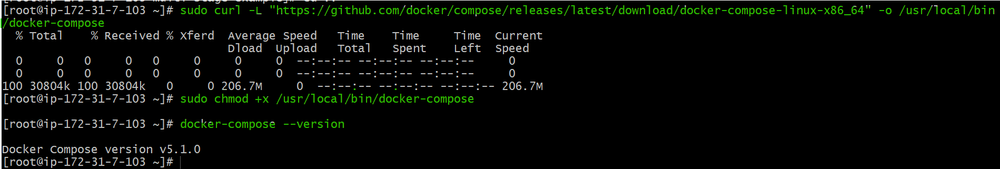 [root@ip-172-31-7-103 ~]# sudo curl -L "https://github.com/docker/compose/releases/latest/download/docker-compose-linux-x86_64" -o /usr/local/bin
/docker-compose
  % Total    % Received % Xferd  Average Speed   Time    Time     Time  Current
                                 Dload  Upload   Total   Spent    Left  Speed
  0     0   0     0   0     0     0     0  --:--:-- --:--:-- --:--:--     0
  0     0   0     0   0     0     0     0  --:--:-- --:--:-- --:--:--     0
100 30804k 100 30804k   0     0 206.7M     0  --:--:-- --:--:-- --:--:-- 206.7M
[root@ip-172-31-7-103 ~]# sudo chmod +x /usr/local/bin/docker-compose
[root@ip-172-31-7-103 ~]# docker-compose --version
Docker Compose version v5.1.0
[root@ip-172-31-7-103 ~]#